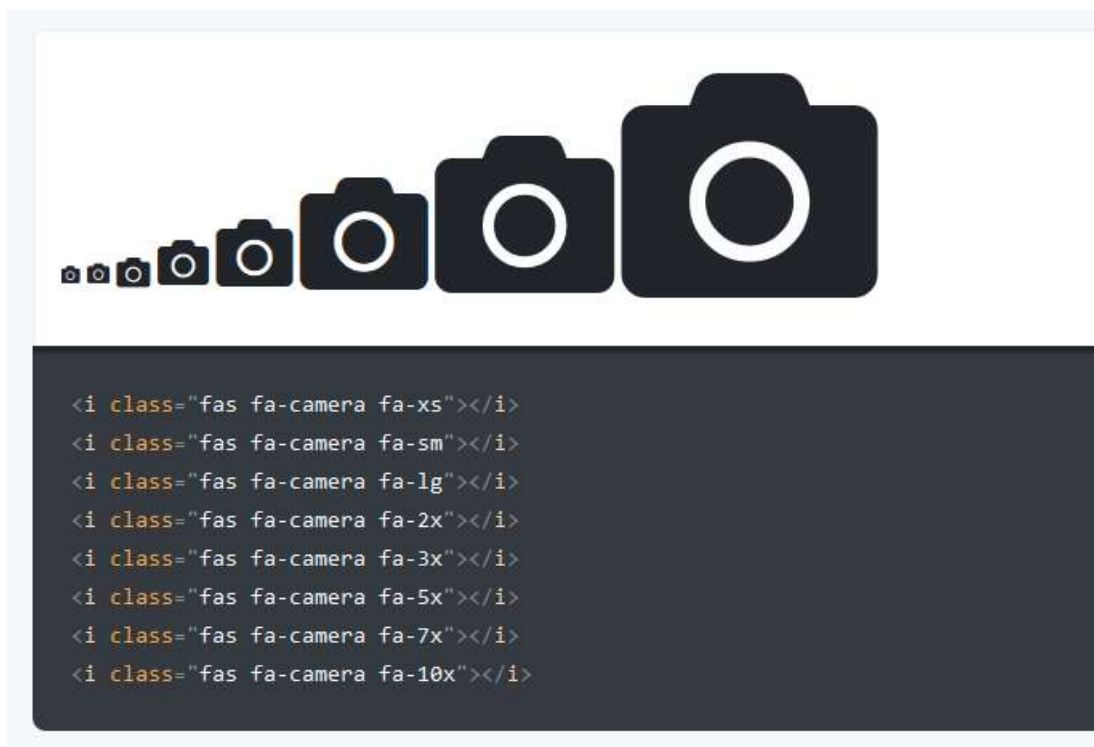 <i class="fas fa-camera fa-xs"></i>
<i class="fas fa-camera fa-sm"></i>
<i class="fas fa-camera fa-lg"></i>
<i class="fas fa-camera fa-2x"></i>
<i class="fas fa-camera fa-3x"></i>
<i class="fas fa-camera fa-5x"></i>
<i class="fas fa-camera fa-7x"></i>
<i class="fas fa-camera fa-10x"></i>